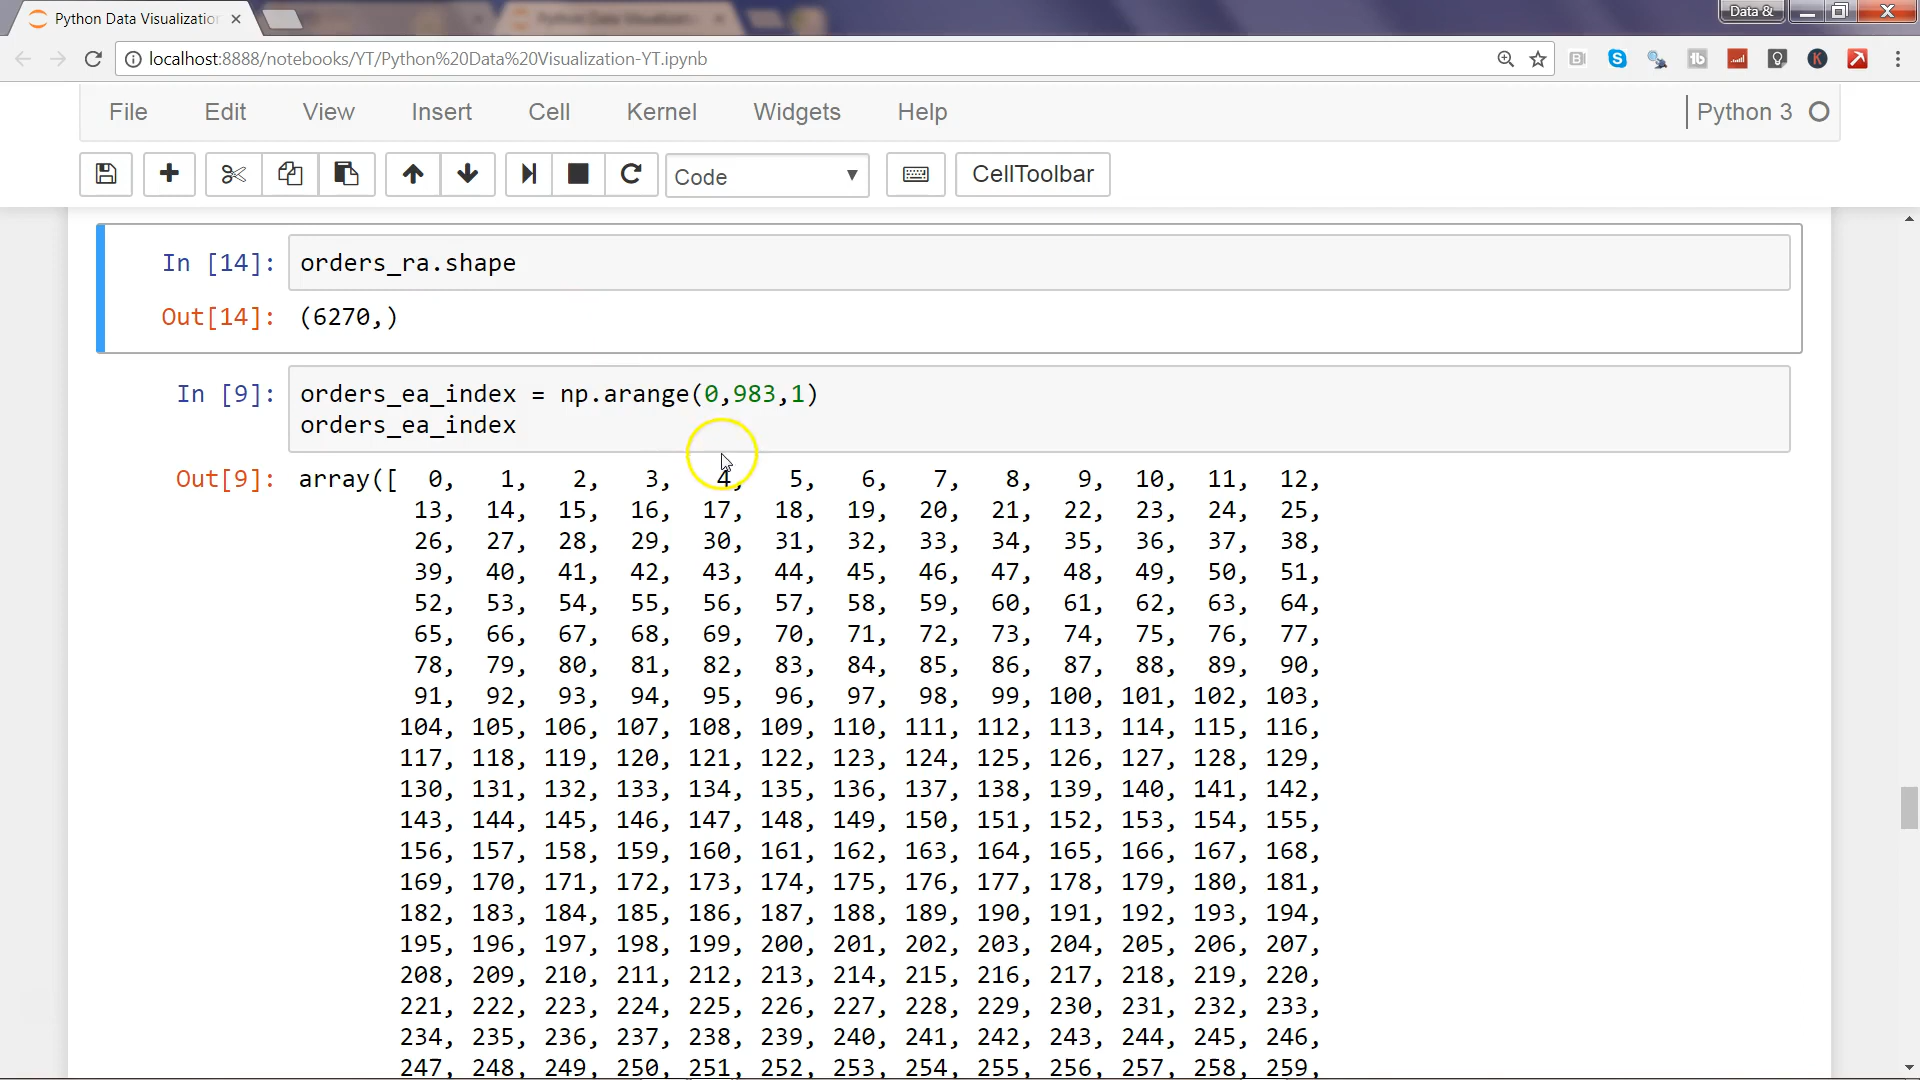 Python Data Visualization
Python Data Visualizati
Data &
localhost:8888/notebooks/YT/Python%20Data%20Visualization-YT.ipynb
File Edit View Insert Cell Kernel Widgets Help Python 3
Code CellToolbar
In [14]: orders_ra.shape
Out[14]: (6270,)
In [9]: orders_ea_index = np.arange(0,983,1)
orders_ea_index
Out[9]: array([ 0, 1, 2, 3, 4, 5, 6, 7, 8, 9, 10, 11, 12,
13, 14, 15, 16, 17, 18, 19, 20, 21, 22, 23, 24, 25,
26, 27, 28, 29, 30, 31, 32, 33, 34, 35, 36, 37, 38,
39, 40, 41, 42, 43, 44, 45, 46, 47, 48, 49, 50, 51,
52, 53, 54, 55, 56, 57, 58, 59, 60, 61, 62, 63, 64,
65, 66, 67, 68, 69, 70, 71, 72, 73, 74, 75, 76, 77,
78, 79, 80, 81, 82, 83, 84, 85, 86, 87, 88, 89, 90,
91, 92, 93, 94, 95, 96, 97, 98, 99, 100, 101, 102, 103,
104, 105, 106, 107, 108, 109, 110, 111, 112, 113, 114, 115, 116,
117, 118, 119, 120, 121, 122, 123, 124, 125, 126, 127, 128, 129,
130, 131, 132, 133, 134, 135, 136, 137, 138, 139, 140, 141, 142,
143, 144, 145, 146, 147, 148, 149, 150, 151, 152, 153, 154, 155,
156, 157, 158, 159, 160, 161, 162, 163, 164, 165, 166, 167, 168,
169, 170, 171, 172, 173, 174, 175, 176, 177, 178, 179, 180, 181,
182, 183, 184, 185, 186, 187, 188, 189, 190, 191, 192, 193, 194,
195, 196, 197, 198, 199, 200, 201, 202, 203, 204, 205, 206, 207,
208, 209, 210, 211, 212, 213, 214, 215, 216, 217, 218, 219, 220,
221, 222, 223, 224, 225, 226, 227, 228, 229, 230, 231, 232, 233,
234, 235, 236, 237, 238, 239, 240, 241, 242, 243, 244, 245, 246,
247, 248, 249, 250, 251, 252, 253, 254, 255, 256, 257, 258, 259,